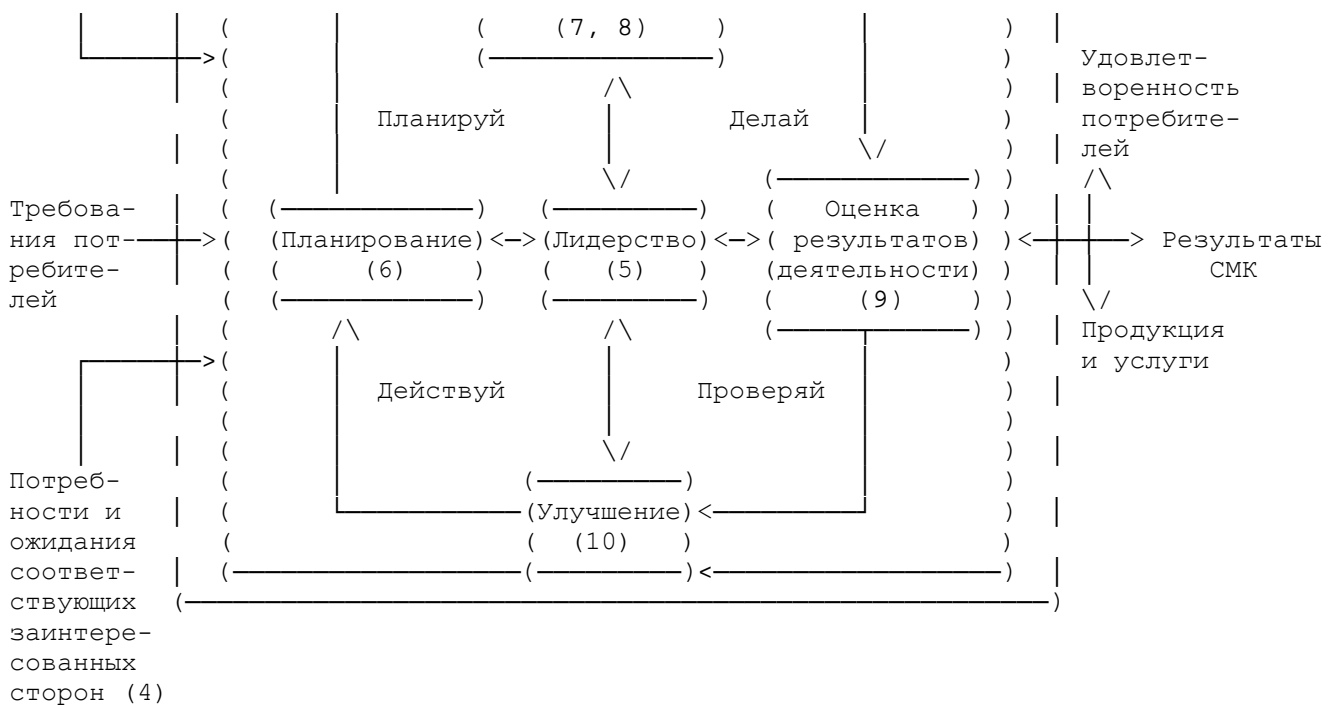 (7, 8)
Удовлет-
воренность
Планируй Делай потребите-
лей
Требова- Оценка
ния пот- (Планирование) (Лидерство) результатов Результаты
ребите- (6) (5) деятельности СМК
лей (9)
Продукция
и услуги
Действуй Проверяй
Потреб-
ности и Улучшение
ожидания (10)
соответ-
ствующих
заинтере-
сованных
сторон (4)